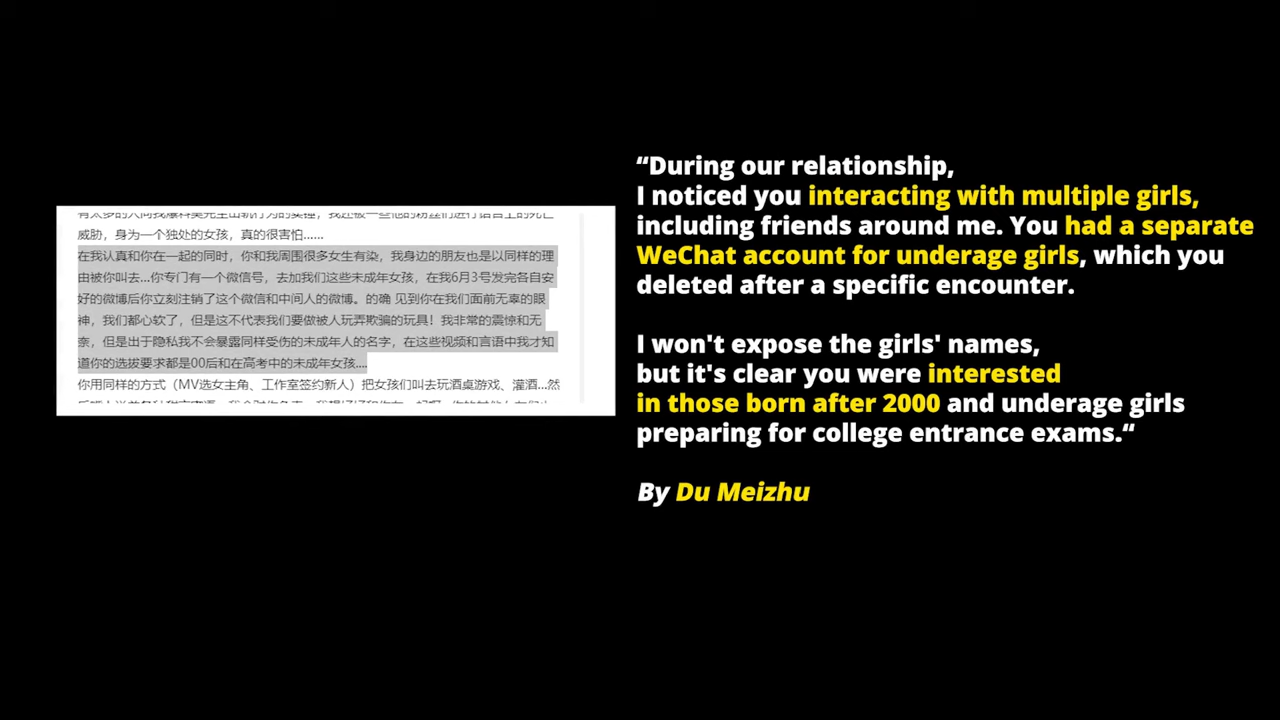 威胁，身为一个独处的女孩，真的很害怕......
在我认真和你在一起的同时，你和我周围很多女生有染，我身边的朋友也是以同样的理
由被你叫去...你专门有一个微信号，去加我们这些未成年女孩，在我6月3号发完各自安
好的微博后你立刻注销了这个微信和中间人的微博。的确 见到你在我们面前无辜的眼
神，我们都心软了，但是这不代表我们要做被人玩弄欺骗的玩具！我非常的震惊和无
奈，但是出于隐私我不会暴露同样受伤的未成年人的名字，在这些视频和言语中我才知
道你的选拔要求都是00后和在高考中的未成年女孩....
你用同样的方式（MV选女主角、工作室签约新人）把女孩们叫去玩酒桌游戏、灌酒...然
“During our relationship,
I noticed you interacting with multiple girls,
including friends around me. You had a separate
WeChat account for underage girls, which you
deleted after a specific encounter.
I won't expose the girls' names,
but it's clear you were interested
in those born after 2000 and underage girls
preparing for college entrance exams.“
By Du Meizhu